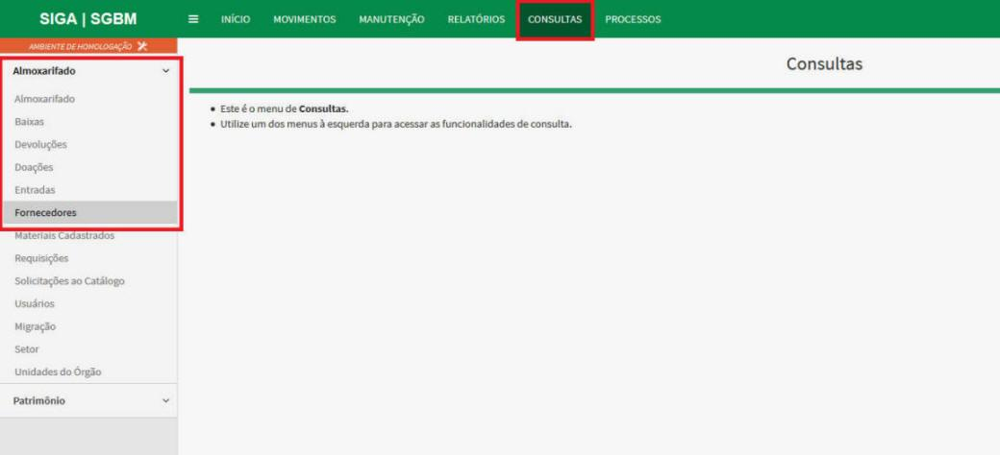 SIGA | SGBM
INÍCIO MOVIMENTOS MANUTENÇÃO RELATÓRIOS CONSULTAS PROCESSOS
AMBIENTE DE HOMOLOGAÇÃO
Almoxarifado
Almoxarifado
Baixas
Devoluções
Doações
Entradas
Fornecedores
Materiais Cadastrados
Requisições
Solicitações ao Catálogo
Usuários
Migração
Setor
Unidades do Órgão
Patrimônio
Consultas
• Este é o menu de Consultas.
• Utilize um dos menus à esquerda para acessar as funcionalidades de consulta.